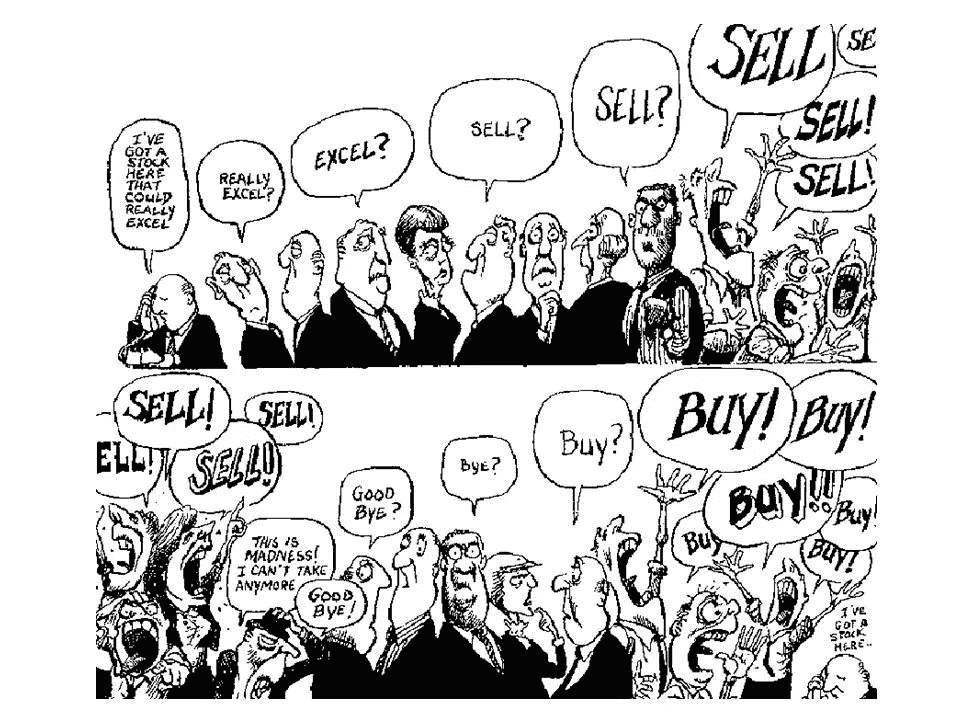 I'VE
GOT A
STOCK
HERE
THAT
COULD
REALLY
EXCEL
REALLY
EXCEL?
EXCEL?
SELL?
SELL?
SELL
SE
SELL!
SELL!
SELL!
SELL!
ELL!
SELL!
THIS IS
MADNESS!
I CAN'T TAKE
ANYMORE
GOOD
BYE!
GOOD
BYE?
BYE?
BUY?
BUY!
BUY!
BUY!!
BUY!
BUY
BUY!
I'VE
GOT A
STOCK
HERE..